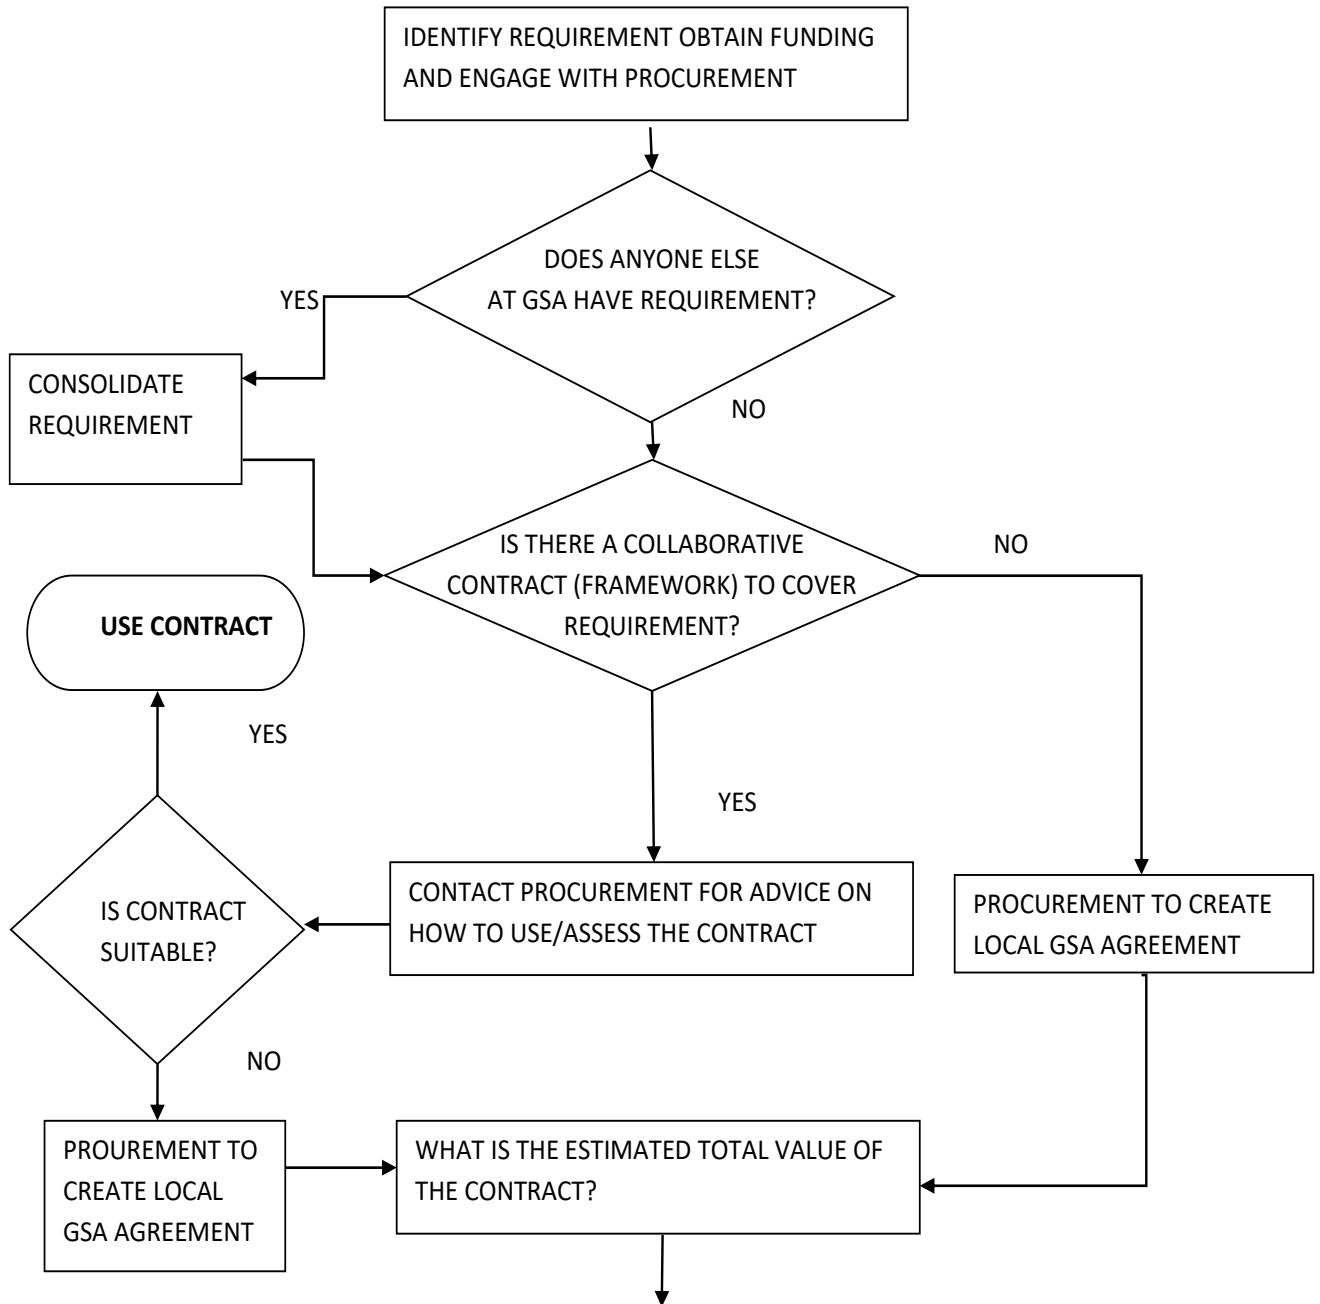 IDENTIFY REQUIREMENT OBTAIN FUNDING
AND ENGAGE WITH PROCUREMENT
DOES ANYONE ELSE
AT GSA HAVE REQUIREMENT?
YES
CONSOLIDATE
REQUIREMENT
NO
IS THERE A COLLABORATIVE
CONTRACT (FRAMEWORK) TO COVER
REQUIREMENT?
NO
USE CONTRACT
YES
YES
CONTACT PROCUREMENT FOR ADVICE ON
HOW TO USE/ASSESS THE CONTRACT
PROCUREMENT TO CREATE
LOCAL GSA AGREEMENT
IS CONTRACT
SUITABLE?
NO
PROUREMENT TO
CREATE LOCAL
GSA AGREEMENT
WHAT IS THE ESTIMATED TOTAL VALUE OF
THE CONTRACT?